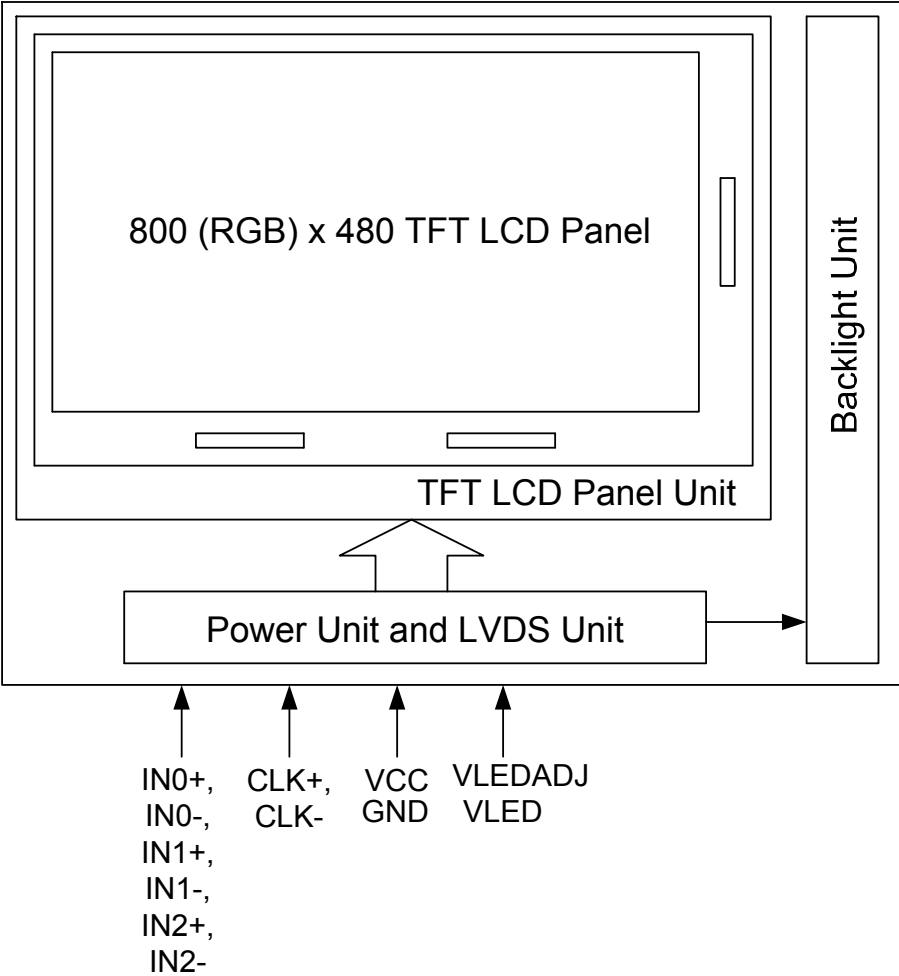 800 (RGB) x 480 TFT LCD Panel
Backlight Unit
TFT LCD Panel Unit
Power Unit and LVDS Unit
IN0+,
IN0-,
IN1+,
IN1-,
IN2+,
IN2-
CLK+,
CLK-
VCC
GND
VLEDADJ
VLED